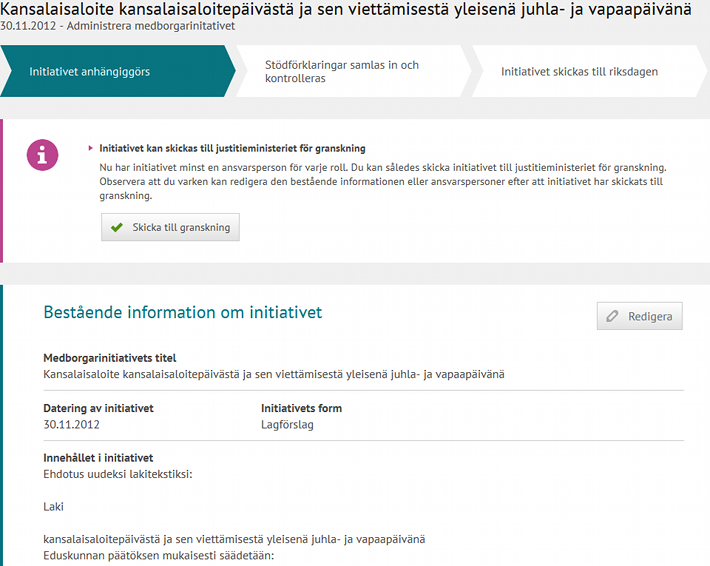 Kansalaisaloite kansalaisaloitepäivästä ja sen viettämisestä yleisenä juhla- ja vapaapäivänä
30.11.2012 - Administrera medborgarinitativet
Initiativet anhängiggörs
Stödförklaringar samlas in och
kontrolleras
Initiativet skickas till riksdagen
Initiativet kan skickas till justitieministeriet för granskning
Nu har initiativet minst en ansvarsperson för varje roll. Du kan således skicka initiativet till justitieministeriet för granskning.
Observera att du varken kan redigera den bestående informationen eller ansvarspersoner efter att initiativet har skickats till
granskning.
Skicka till granskning
Bestående information om initiativet
Redigera
Medborgarinitiativets titel
Kansalaisaloite kansalaisaloitepäivästä ja sen viettämisestä yleisenä juhla- ja vapaapäivänä
Datering av initiativet
Initiativets form
30.11.2012
Lagförslag
Innehållet i initiativet
Ehdotus uudeksi lakitekstiksi:
Laki
kansalaisaloitepäivästä ja sen viettämisestä yleisenä juhla- ja vapaapäivänä
Eduskunnan päätöksen mukaisesti säädetään: